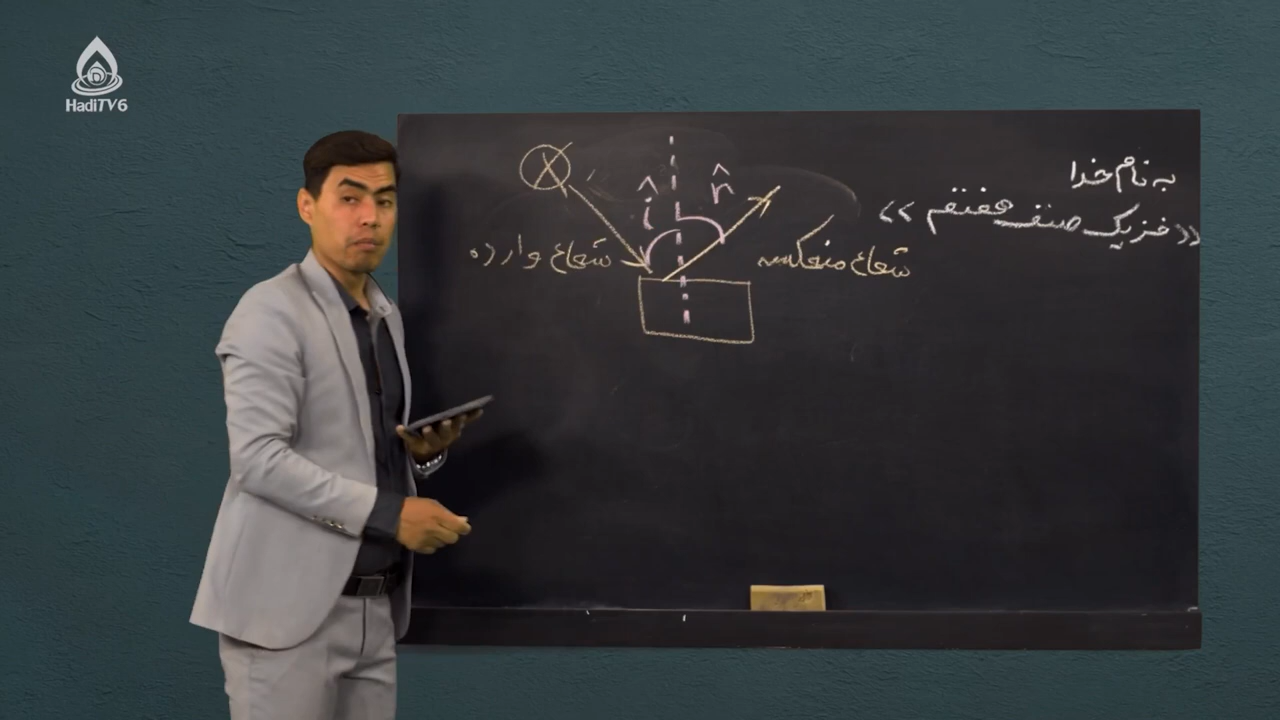 HadiTV6
به نام خدا
«فزیک صنف هفتم»
î
r̂
شعاع وارده
شعاع منعکسه